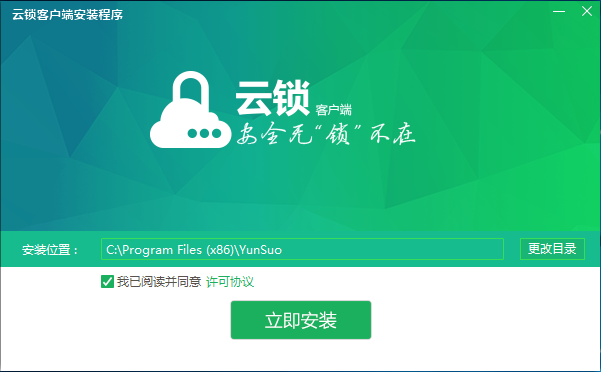 云锁客户端安装程序
云锁 客户端
安全无“锁”不在
安装位置： C:\Program Files (x86)\YunSuo 更改目录
我已阅读并同意 许可协议
立即安装